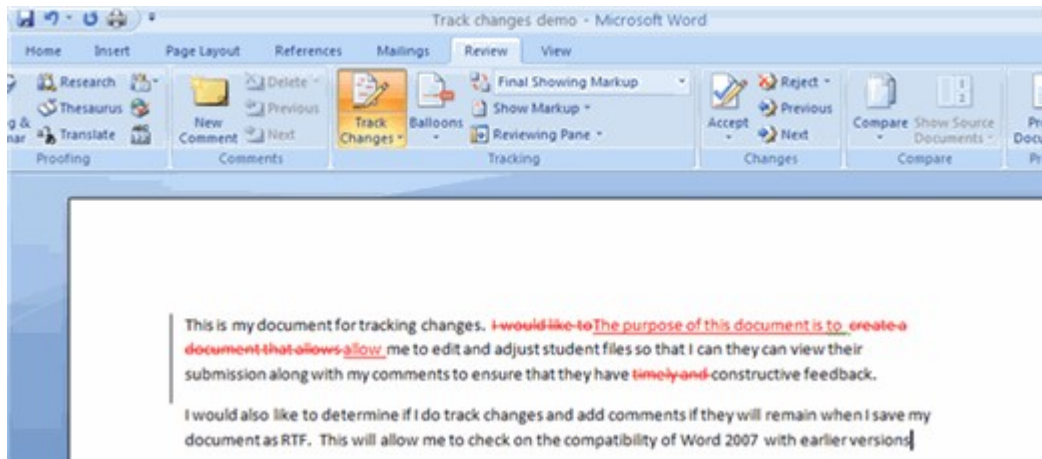 Track changes demo - Microsoft Word
Home Insert Page Layout References Mailings Review View
Research Delete Final Showing Markup Reject
Thesaurus Previous Show Markup Previous
Translate New Comment Next Track Changes Balloons Reviewing Pane Accept Next Compare Show Source Documents
Proofing Comments Tracking Changes Compare
This is my document for tracking changes. I would like to The purpose of this document is to create a
document that allows allow me to edit and adjust student files so that I can they can view their
submission along with my comments to ensure that they have timely and constructive feedback.
I would also like to determine if I do track changes and add comments if they will remain when I save my
document as RTF. This will allow me to check on the compatibility of Word 2007 with earlier versions